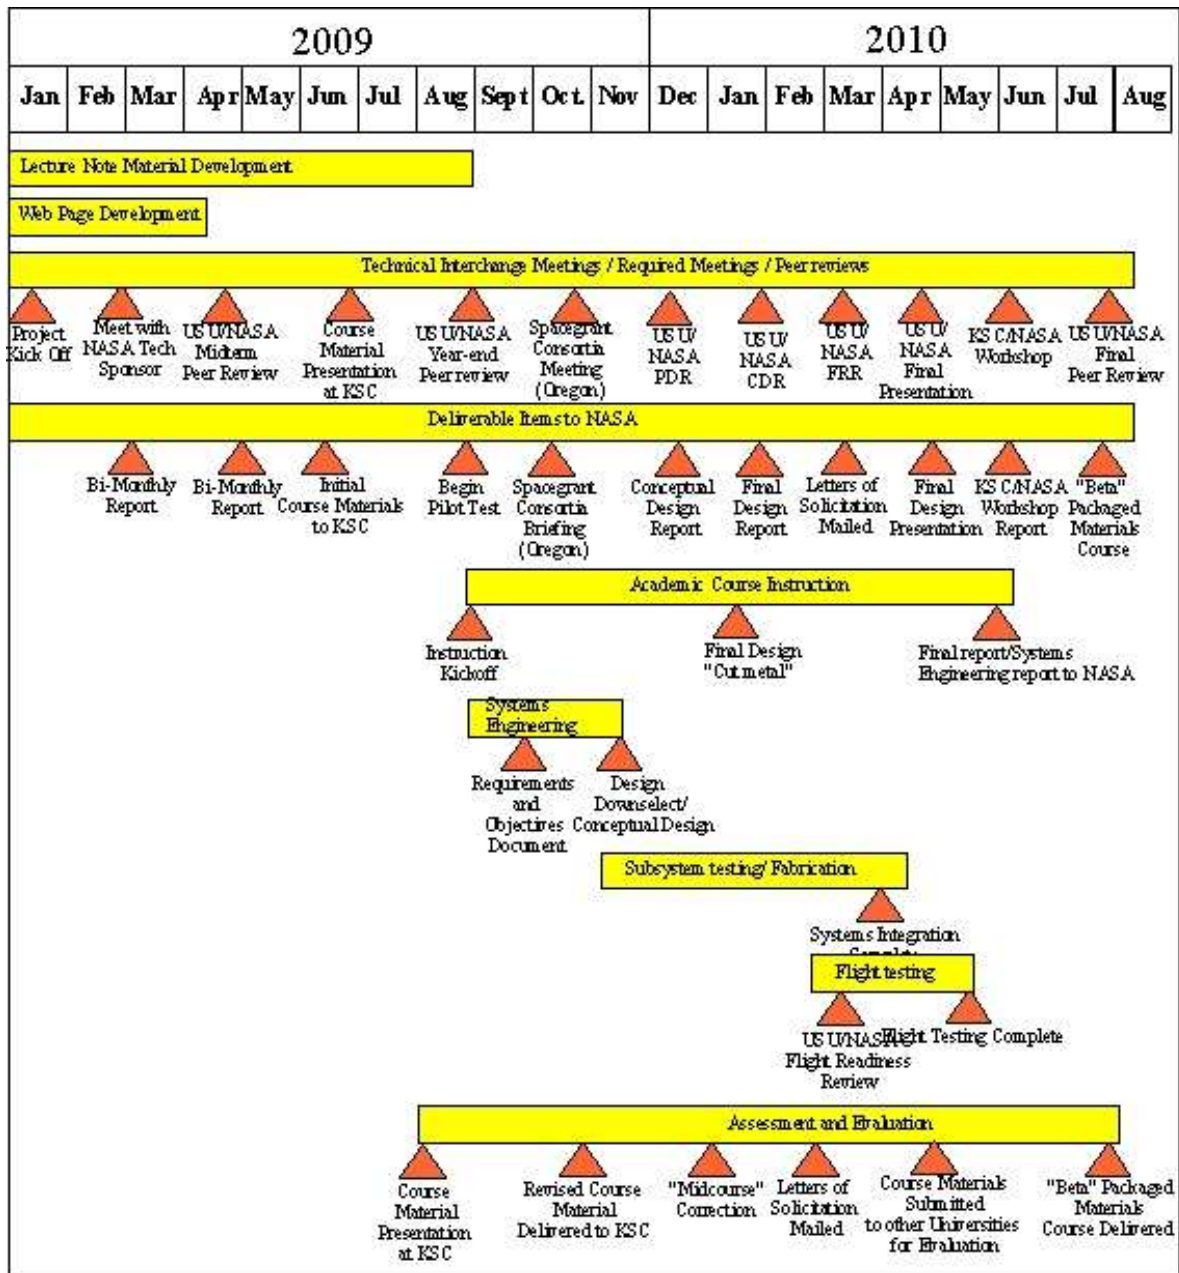 2009 2010
Jan Feb Mar Apr May Jun Jul Aug Sept Oct. Nov Dec Jan Feb Mar Apr May Jun Jul Aug
Lecture Note Material Development
Web Page Development
Technical Interchange Meetings / Required Meetings / Peer reviews
Project
Kick Off
Meet with
NASA Tech
Sponsor
USU/NASA
Midterm
Peer Review
Course
Material
Presentation
at KSC
USU/NASA
Year-end
Peer review
Spacegrant
Consortia
Meeting
(Oregon)
USU/
NASA
PDR
USU/
NASA
CDR
USU/
NASA
FRR
USU/
NASA
Final
Presentation
KSC/NASA
Workshop
USU/NASA
Final
Peer Review
Deliverable Items to NASA
Bi-Monthly
Report
Bi-Monthly
Report
Initial
Course Materials
to KSC
Begin
Pilot Test
Spacegrant
Consortia
Briefing
(Oregon)
Conceptual
Design
Report
Final
Design
Report
Letters of
Solicitation
Mailed
Final
Design
Presentation
KSC/NASA
Workshop
Report
"Beta"
Packaged
Materials
Course
Academic Course Instruction
Instruction
Kickoff
Final Design
"Cut metal"
Final report/Systems
Engineering report to NASA
Systems
Engineering
Requirements
and
Objectives
Document
Design
Downselect/
Conceptual Design
Subsystem testing/ Fabrication
Systems Integration
Complete
Flight testing
USU/NASA
Flight Readiness
Review
Flight Testing Complete
Assessment and Evaluation
Course
Material
Presentation
at KSC
Revised Course
Material
Delivered to KSC
"Midcourse"
Correction
Letters of
Solicitation
Mailed
Course Materials
Submitted
to other Universities
for Evaluation
"Beta" Packaged
Materials
Course Delivered